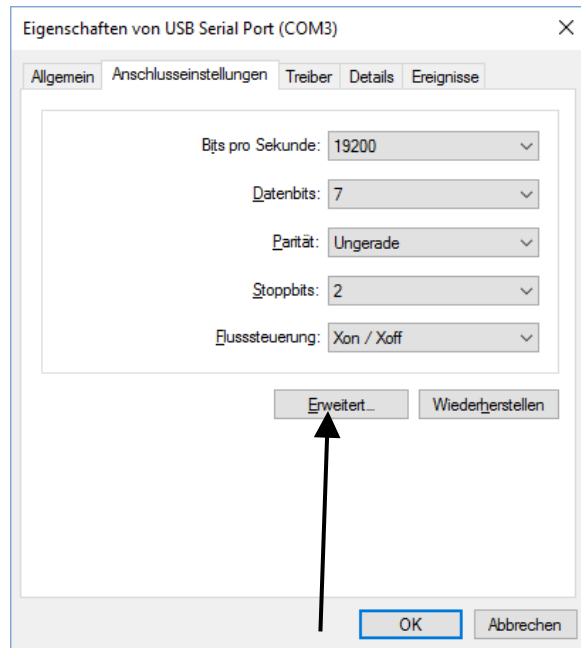 Eigenschaften von USB Serial Port (COM3)
Allgemein Anschlusseinstellungen Treiber Details Ereignisse
Bits pro Sekunde: 19200
Datenbits: 7
Parität: Ungerade
Stoppbits: 2
Flusssteuerung: Xon / Xoff
Erweitert... Wiederherstellen
OK Abbrechen